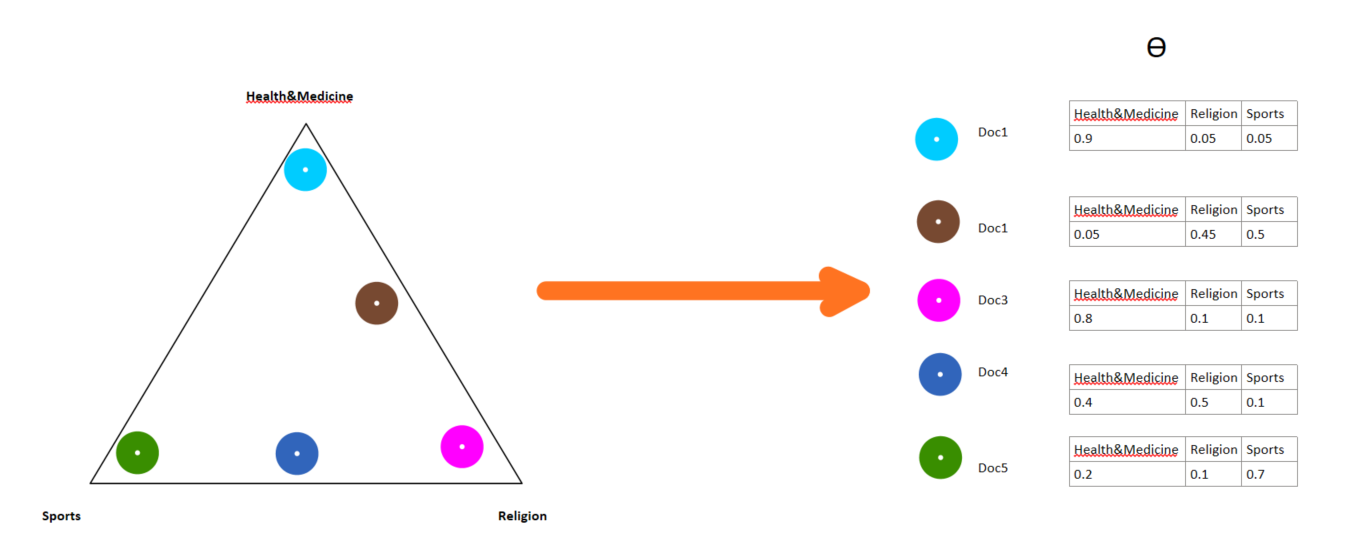 Ɵ
Health&Medicine
Sports
Religion
Doc1
Health&Medicine Religion Sports
0.9 0.05 0.05
Doc1
Health&Medicine Religion Sports
0.05 0.45 0.5
Doc3
Health&Medicine Religion Sports
0.8 0.1 0.1
Doc4
Health&Medicine Religion Sports
0.4 0.5 0.1
Doc5
Health&Medicine Religion Sports
0.2 0.1 0.7